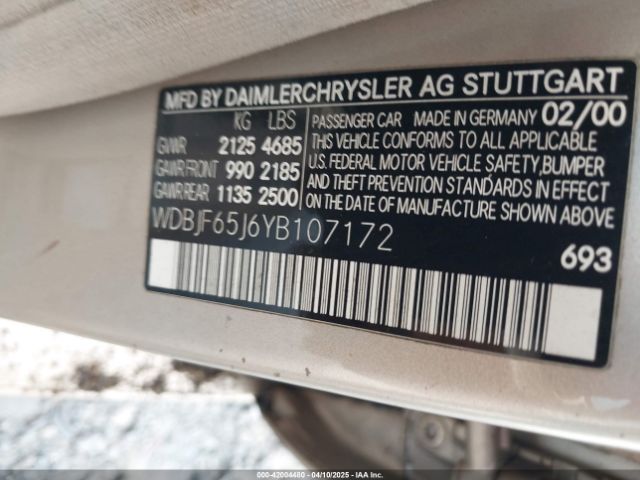 MFD BY DAIMLERCHRYSLER AG STUTTGART
KG LBS
GVWR 2125 4685
GAWR FRONT 990 2185
GAWR REAR 1135 2500
PASSENGER CAR MADE IN GERMANY 02/00
THIS VEHICLE CONFORMS TO ALL APPLICABLE
U.S. FEDERAL MOTOR VEHICLE SAFETY, BUMPER
AND THEFT PREVENTION STANDARDS IN EFFECT
ON THE DATE OF MANUFACTURE SHOWN ABOVE
WDBJF65J6YB107172
693
000-42004480 - 04/10/2025 - IAA Inc.